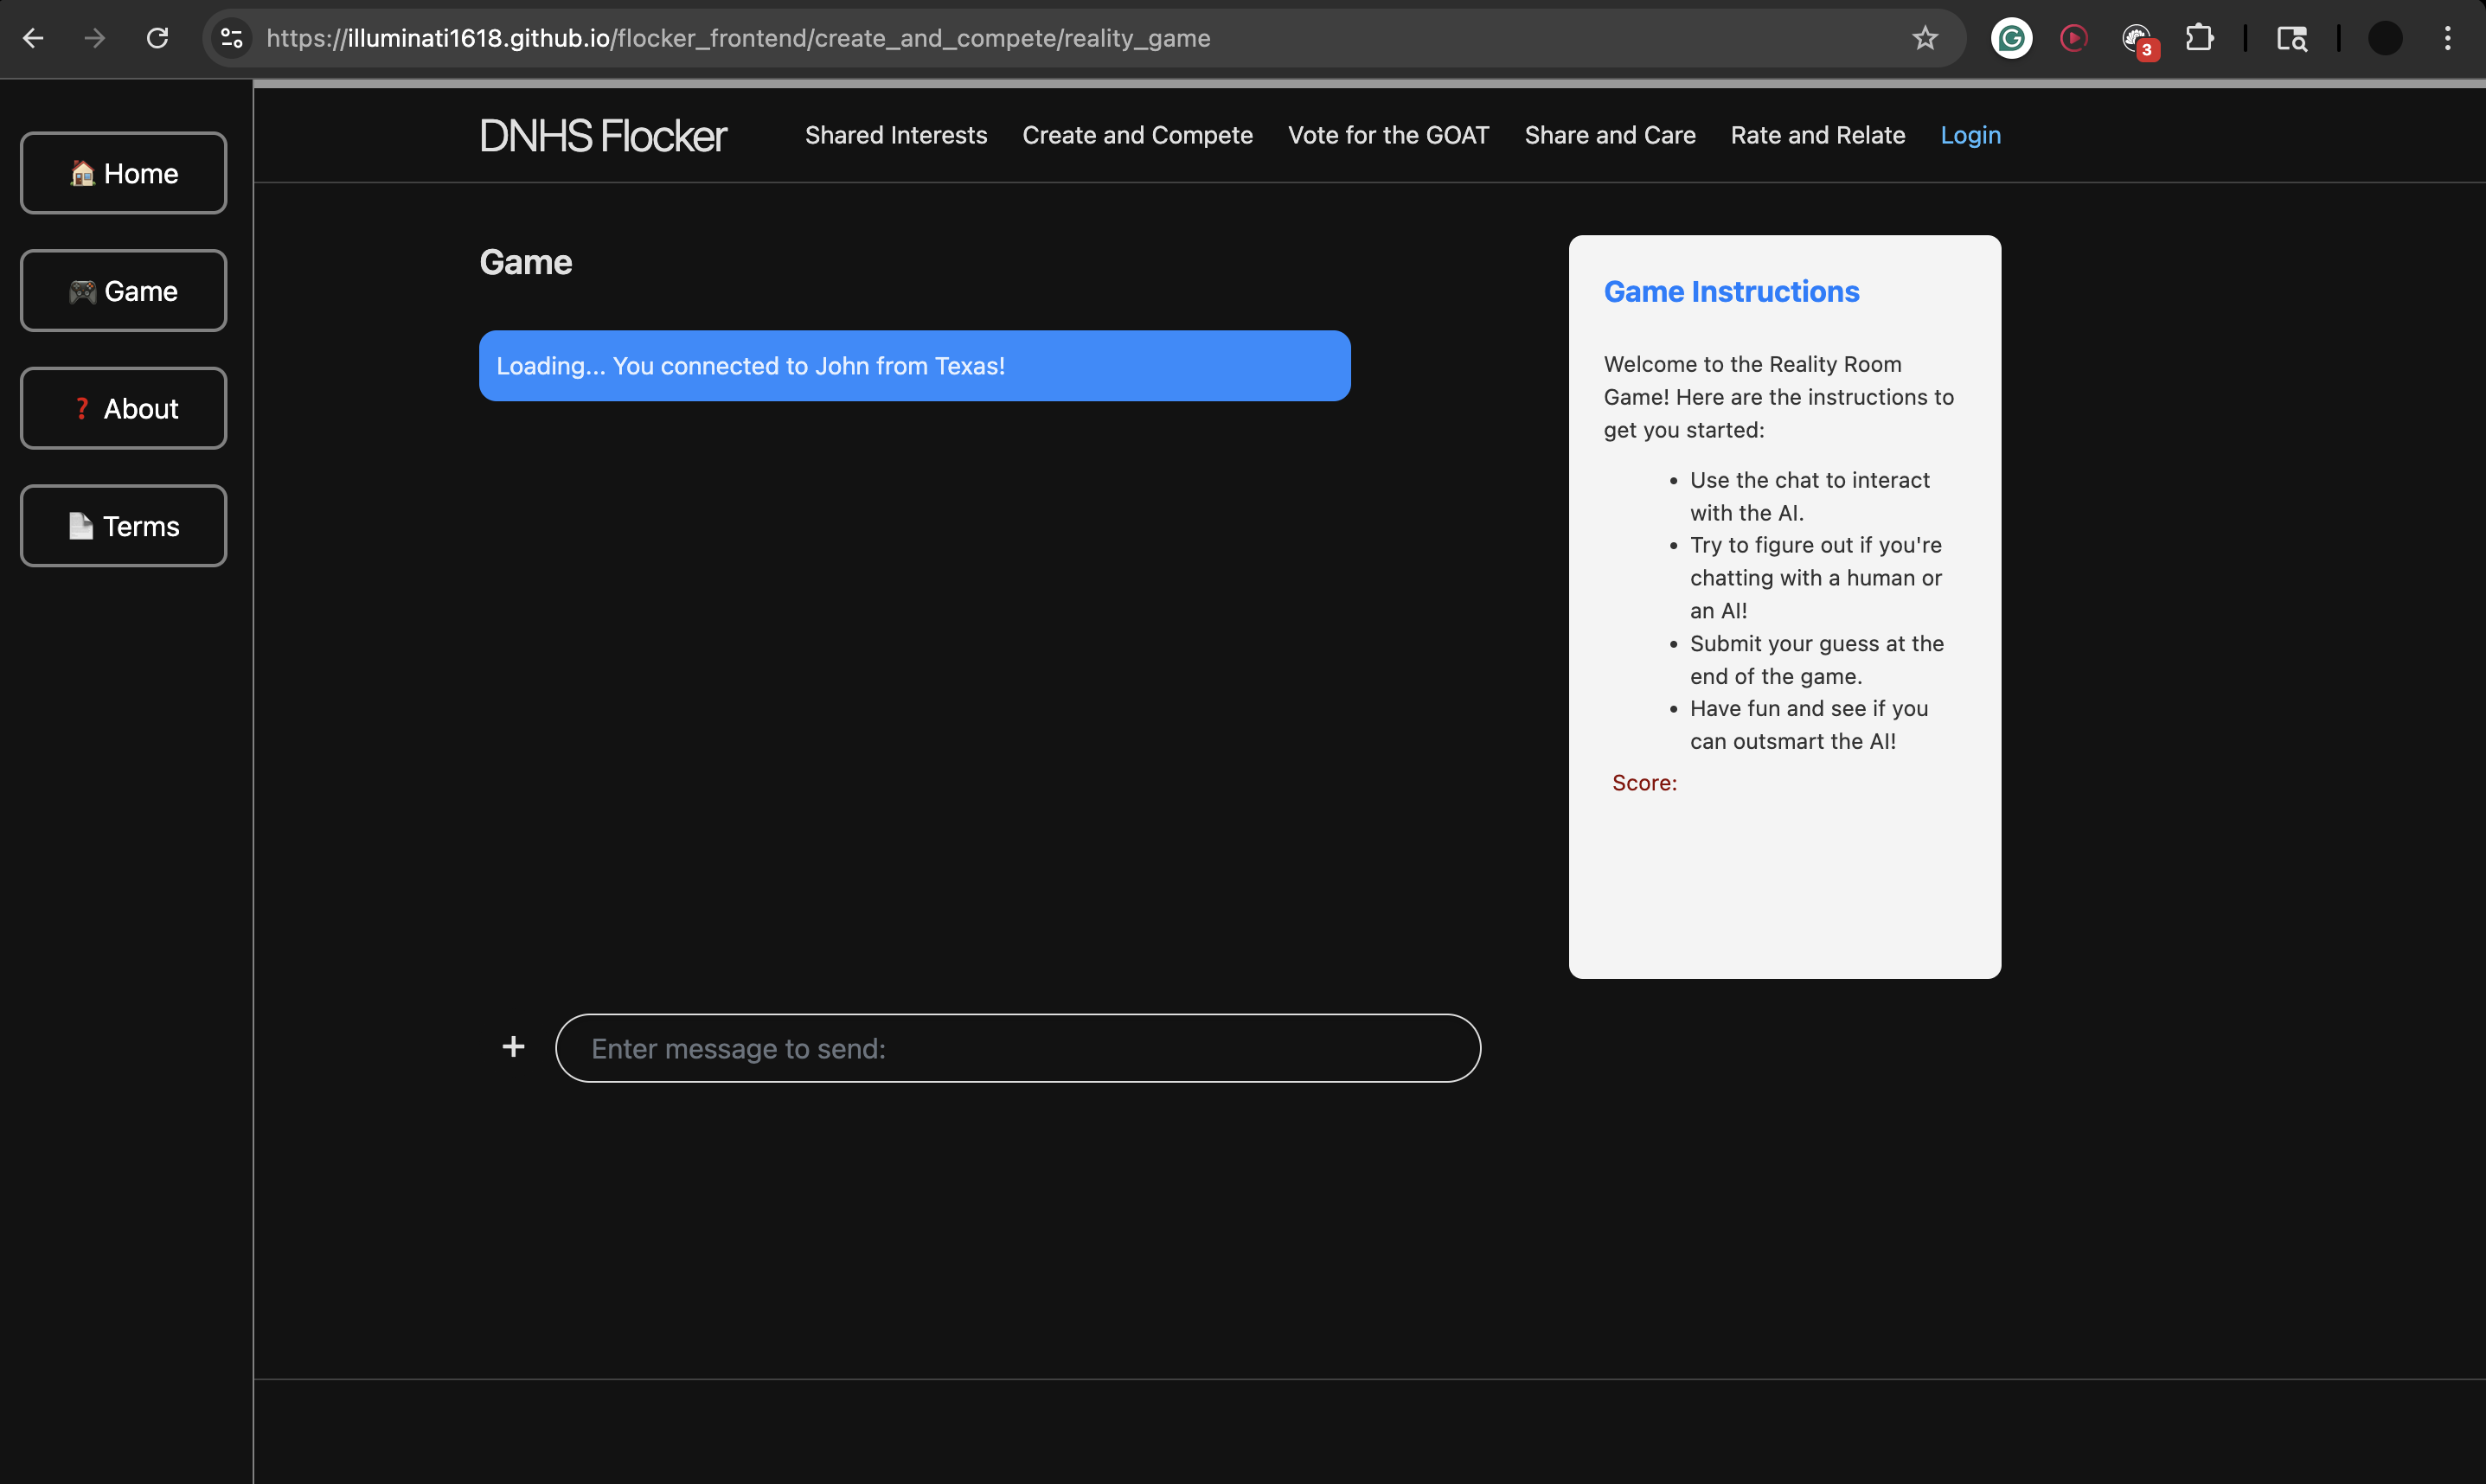 https://illuminati1618.github.io/flocker_frontend/create_and_compete/reality_game
3
🏠 Home
🎮 Game
❓ About
📄 Terms
DNHS Flocker
Shared Interests
Create and Compete
Vote for the GOAT
Share and Care
Rate and Relate
Login
Game
Loading... You connected to John from Texas!
Game Instructions
Welcome to the Reality Room
Game! Here are the instructions to
get you started:
• Use the chat to interact
with the AI.
• Try to figure out if you're
chatting with a human or
an AI!
• Submit your guess at the
end of the game.
• Have fun and see if you
can outsmart the AI!
Score:
+
Enter message to send: